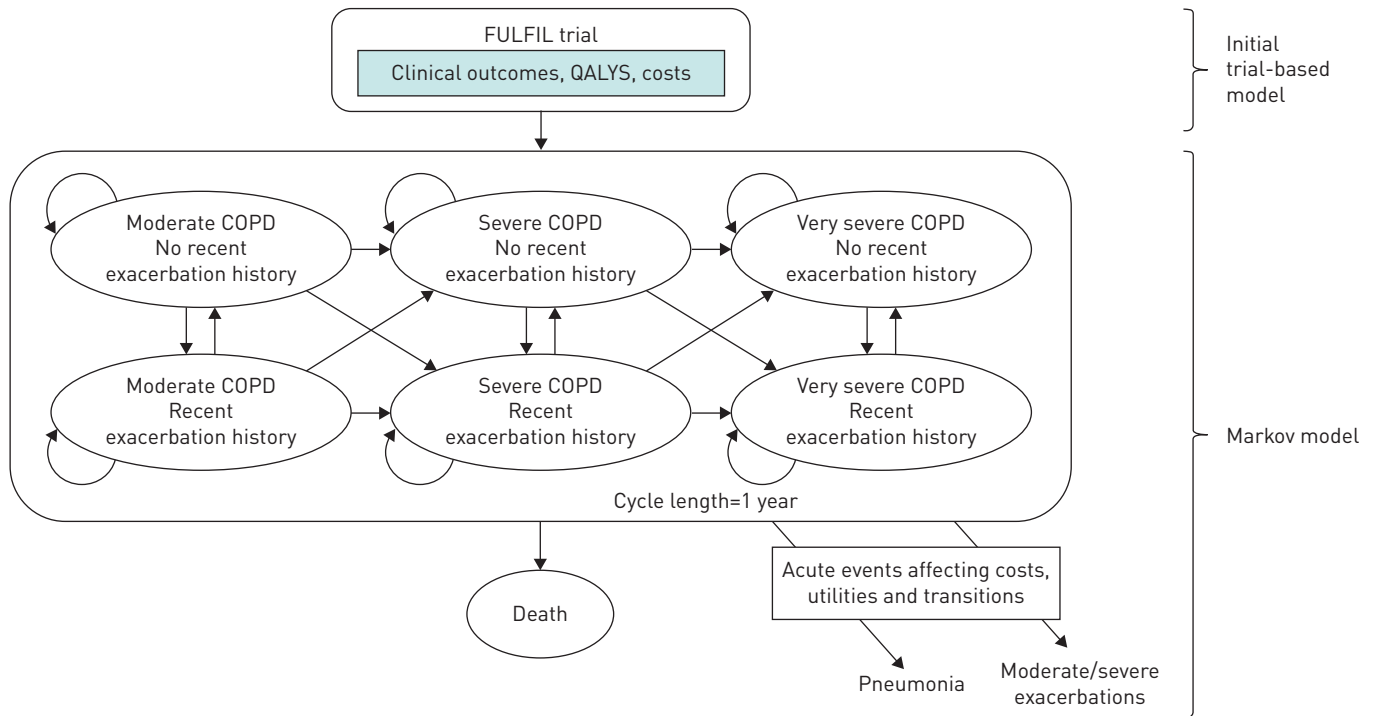 FULFIL trial
Clinical outcomes, QALYS, costs
Initial
trial-based
model
Moderate COPD
No recent
exacerbation history
Severe COPD
No recent
exacerbation history
Very severe COPD
No recent
exacerbation history
Moderate COPD
Recent
exacerbation history
Severe COPD
Recent
exacerbation history
Very severe COPD
Recent
exacerbation history
Cycle length=1 year
Markov model
Death
Acute events affecting costs,
utilities and transitions
Pneumonia
Moderate/severe
exacerbations